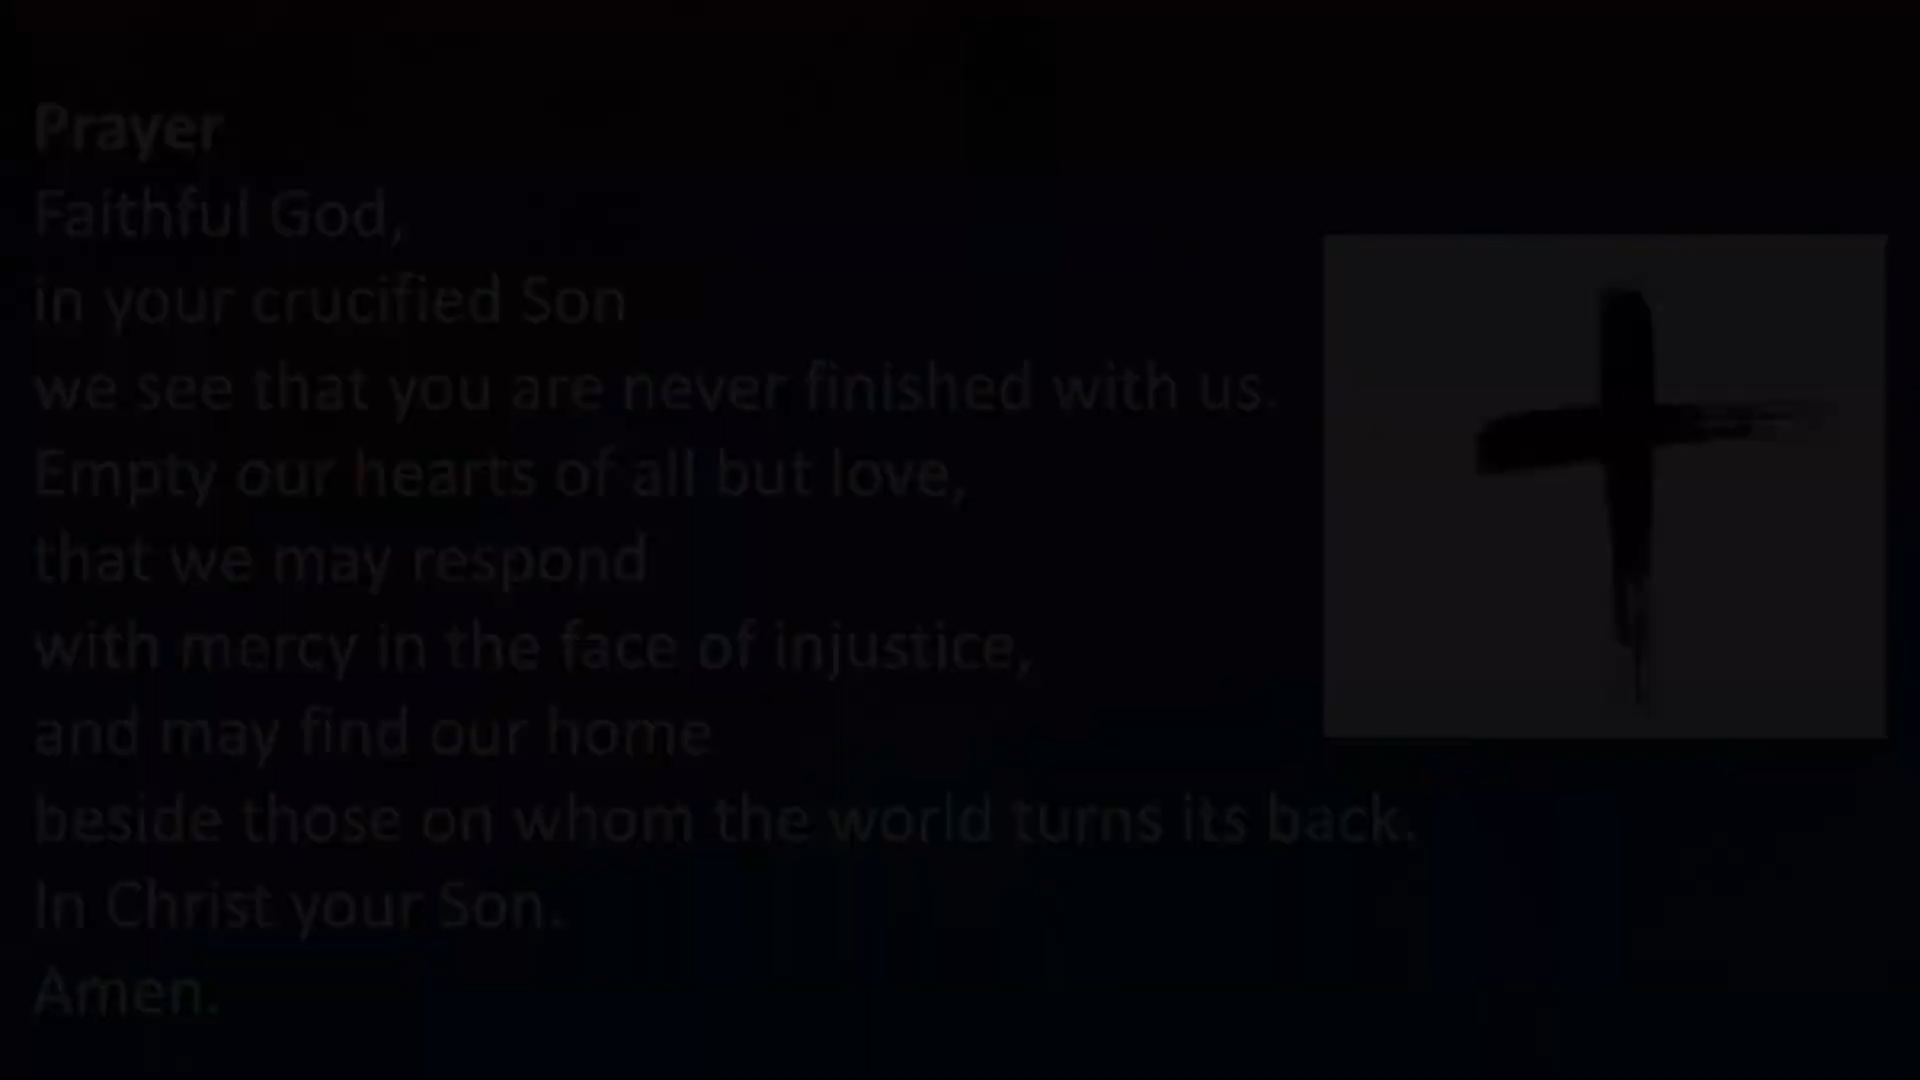 Prayer
Faithful God,
in your crucified Son
we see that you are never finished with us.
Empty our hearts of all but love,
that we may respond
with mercy in the face of injustice,
and may find our home
beside those on whom the world turns its back.
In Christ your Son.
Amen.